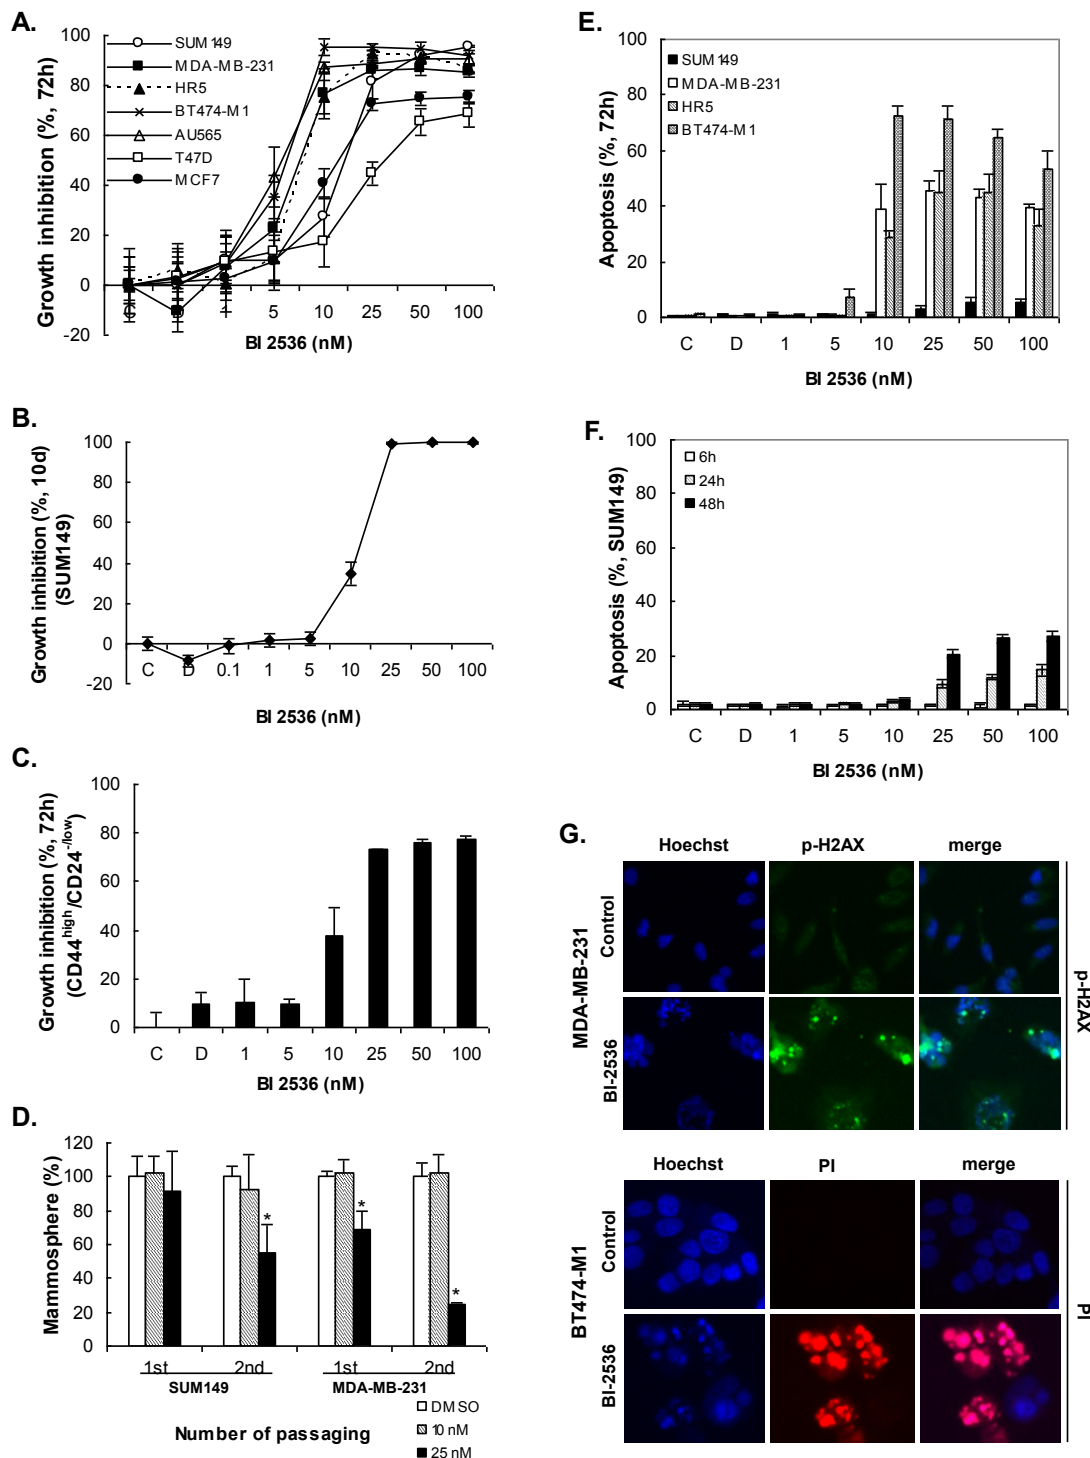 A.
Growth inhibition (%, 72h)
100
80
60
40
20
0
-20
SUM149
MDA-MB-231
HR5
BT474-M1
AU565
T47D
MCF7
5 10 25 50 100
BI 2536 (nM)
B.
Growth inhibition (%, 10d)
(SUM149)
100
80
60
40
20
0
-20
C D 0.1 1 5 10 25 50 100
BI 2536 (nM)
C.
Growth inhibition (%, 72h)
(CD44high/CD24-/low)
100
80
60
40
20
0
C D 1 5 10 25 50 100
BI 2536 (nM)
D.
Mammosphere (%)
120
100
80
60
40
20
0
* * *
1st 2nd 1st 2nd
SUM149 MDA-MB-231
Number of passaging
DMSO
10 nM
25 nM
E.
Apoptosis (%, 72h)
100
80
60
40
20
0
SUM149
MDA-MB-231
HR5
BT474-M1
C D 1 5 10 25 50 100
BI 2536 (nM)
F.
Apoptosis (%, SUM149)
100
80
60
40
20
0
6h
24h
48h
C D 1 5 10 25 50 100
BI 2536 (nM)
G.
Hoechst p-H2AX merge
MDA-MB-231
Control
BI-2536
p-H2AX
Hoechst PI merge
BT474-M1
Control
BI-2536
PI